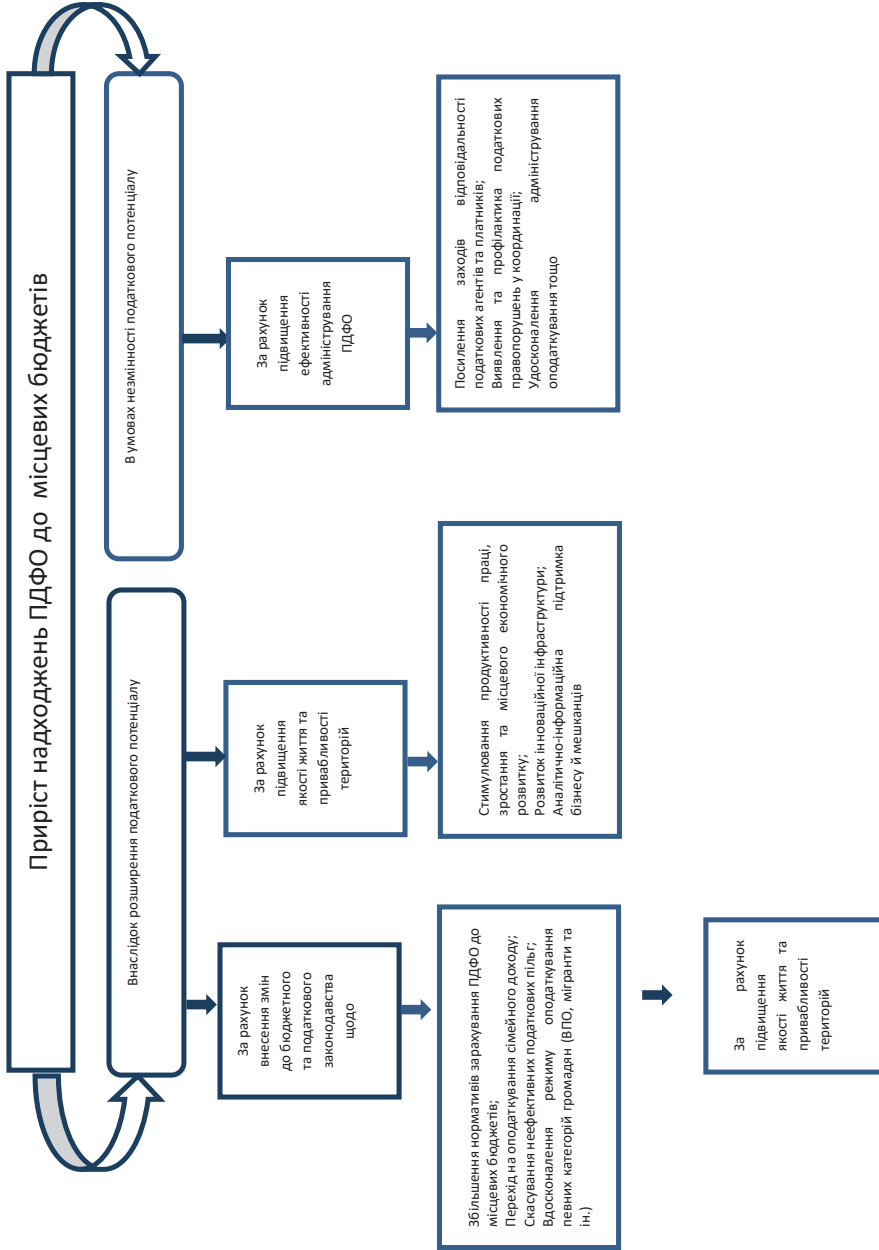 Приріст надходжень ПДФО до місцевих бюджетів
Внаслідок розширення податкового потенціалу
В умовах незмінності податкового потенціалу
За рахунок
внесення змін
до бюджетного
та податкового
законодавства
щодо
За рахунок
підвищення
якості життя та
привабливості
територій
За рахунок
підвищення
ефективності
адміністрування
ПДФО
Збільшення нормативів зарахування ПДФО до
місцевих бюджетів;
Перехід на оподаткування сімейного доходу;
Скасування неефективних податкових пільг;
Вдосконалення режиму оподаткування
певних категорій громадян (ВПО, мігранти та
ін.)
Стимулювання продуктивності праці,
зростання та місцевого економічного
розвитку;
Розвиток інноваційної інфраструктури;
Аналітично-інформаційна підтримка
бізнесу й мешканців
Посилення заходів відповідальності
податкових агентів та платників;
Виявлення та профілактика податкових
правопорушень у координації;
Удосконалення адміністрування
оподаткування тощо
За рахунок
підвищення
якості життя та
привабливості
територій